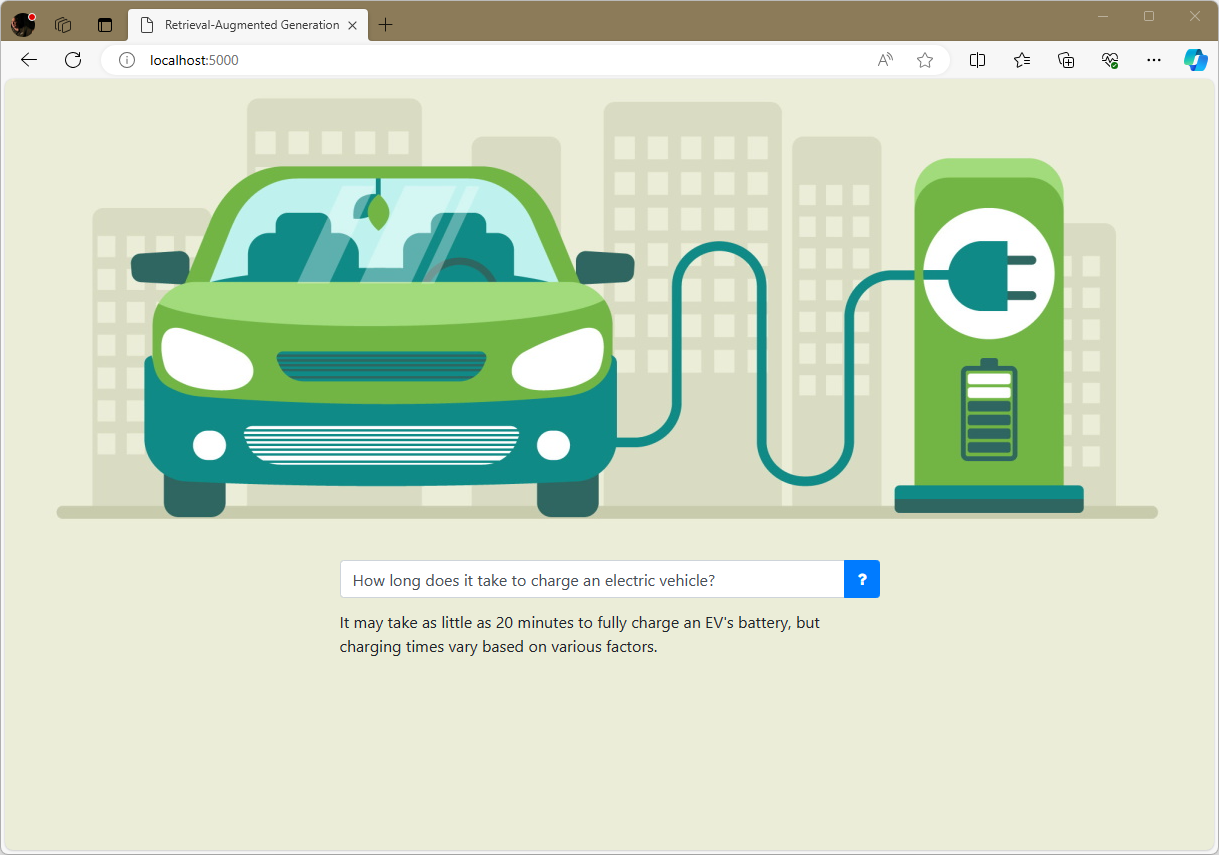 Retrieval-Augmented Generation
localhost:5000
How long does it take to charge an electric vehicle?
?
It may take as little as 20 minutes to fully charge an EV's battery, but
charging times vary based on various factors.